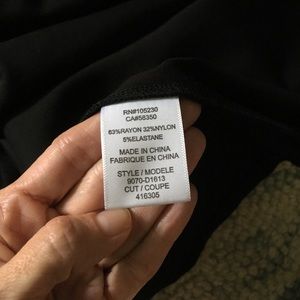 RN#105230
CA#56350
63%RAYON 32%NYLON
5%ELASTANE
MADE IN CHINA
FABRIQUE EN CHINA
STYLE / MODELE
9070-D1613
CUT / COUPE
416305